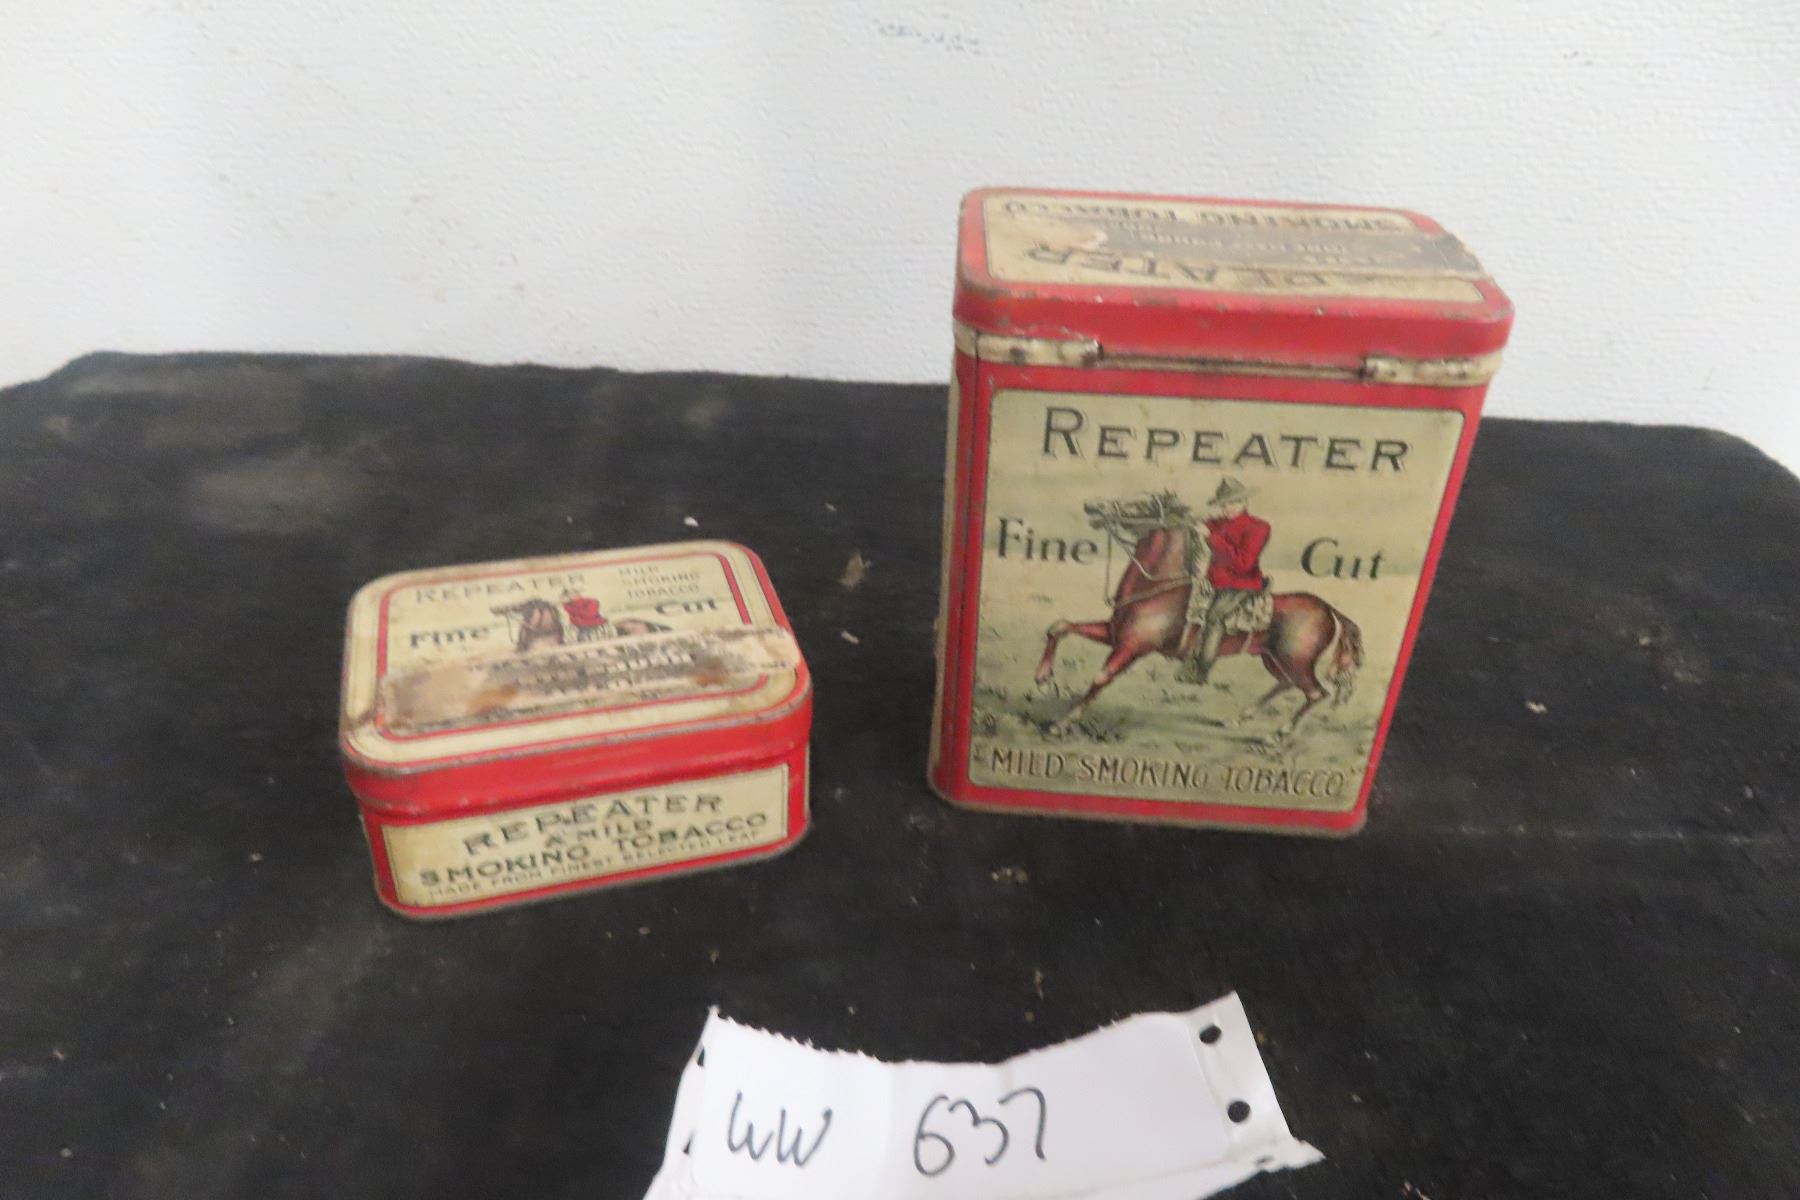 REPEATER
MILD
SMOKING
TOBACCO
Fine Cut
REPEATER
A MILD
SMOKING TOBACCO
MADE FROM FINEST SELECTED LEAF
SMOKING TOBACCO
REPEATER
Fine Cut
"MILD SMOKING TOBACCO"
WW 637